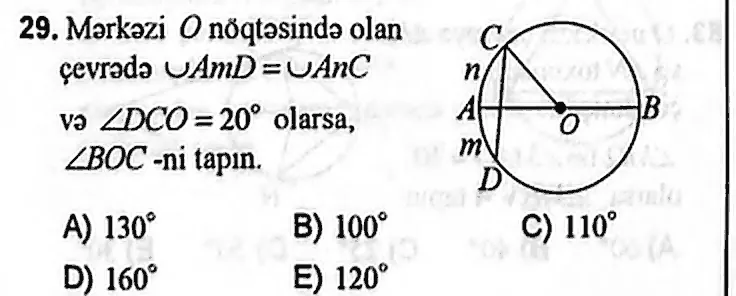 29. Mərkəzi O nöqtəsində olan
çevrədə ∪AmD = ∪AnC
və ∠DCO = 20° olarsa,
∠BOC -ni tapın.
C
n
A
B
O
m
D
A) 130°
B) 100°
C) 110°
D) 160°
E) 120°